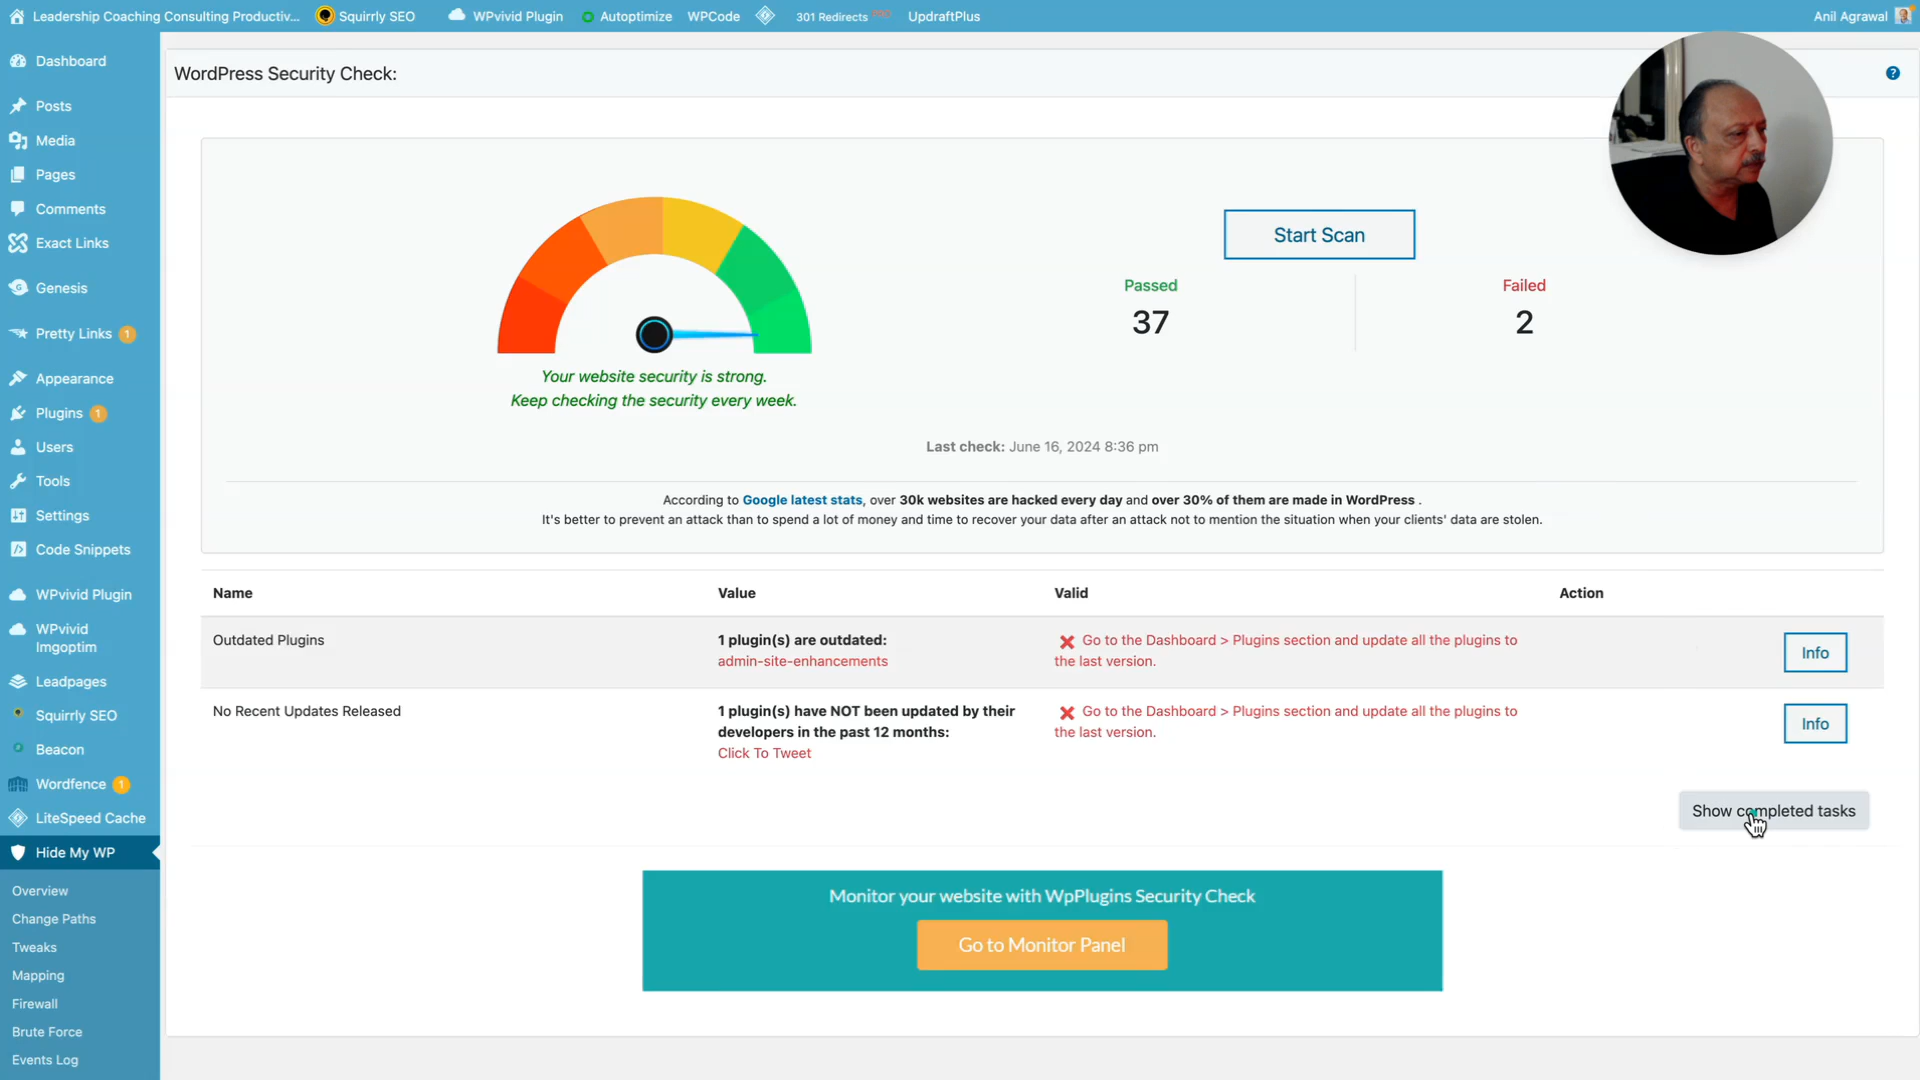 Leadership Coaching Consulting Productiv...
Squirrly SEO
WPvivid Plugin
Autoptimize
WPCode
301 Redirects PRO
UpdraftPlus
Anil Agrawal
Dashboard
Posts
Media
Pages
Comments
Exact Links
Genesis
Pretty Links 1
Appearance
Plugins 1
Users
Tools
Settings
Code Snippets
WPvivid Plugin
WPvivid
Imgoptim
Leadpages
Squirrly SEO
Beacon
Wordfence 1
LiteSpeed Cache
Hide My WP
Overview
Change Paths
Tweaks
Mapping
Firewall
Brute Force
Events Log
WordPress Security Check:
?
Start Scan
Passed
37
Failed
2
Your website security is strong.
Keep checking the security every week.
Last check: June 16, 2024 8:36 pm
According to Google latest stats, over 30k websites are hacked every day and over 30% of them are made in WordPress .
It's better to prevent an attack than to spend a lot of money and time to recover your data after an attack not to mention the situation when your clients' data are stolen.
Name Value Valid Action
Outdated Plugins
1 plugin(s) are outdated:
admin-site-enhancements
Go to the Dashboard > Plugins section and update all the plugins to
the last version.
Info
No Recent Updates Released
1 plugin(s) have NOT been updated by their
developers in the past 12 months:
Click To Tweet
Go to the Dashboard > Plugins section and update all the plugins to
the last version.
Info
Show completed tasks
Monitor your website with WpPlugins Security Check
Go to Monitor Panel